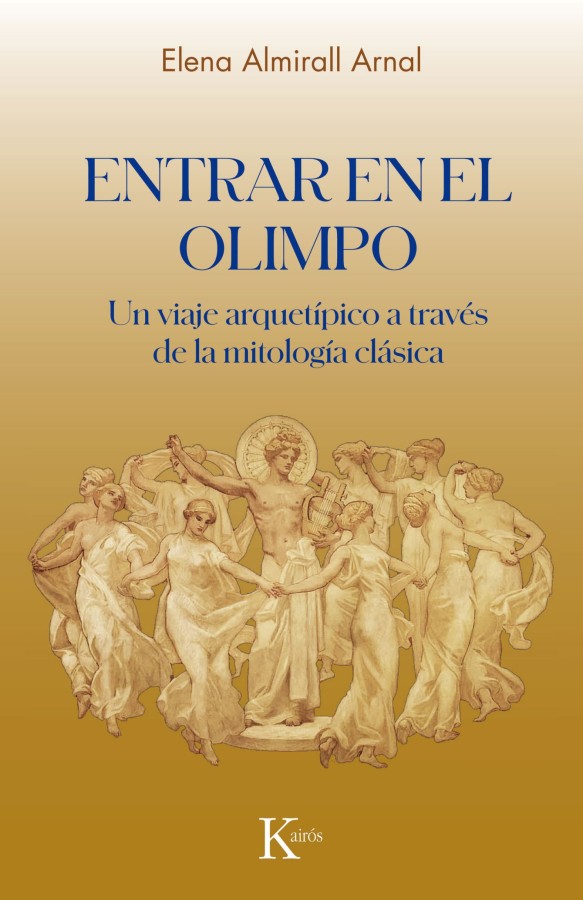 Elena Almirall Arnal
ENTRAR EN EL
OLIMPO
Un viaje arquetípico a través
de la mitología clásica
Kairós